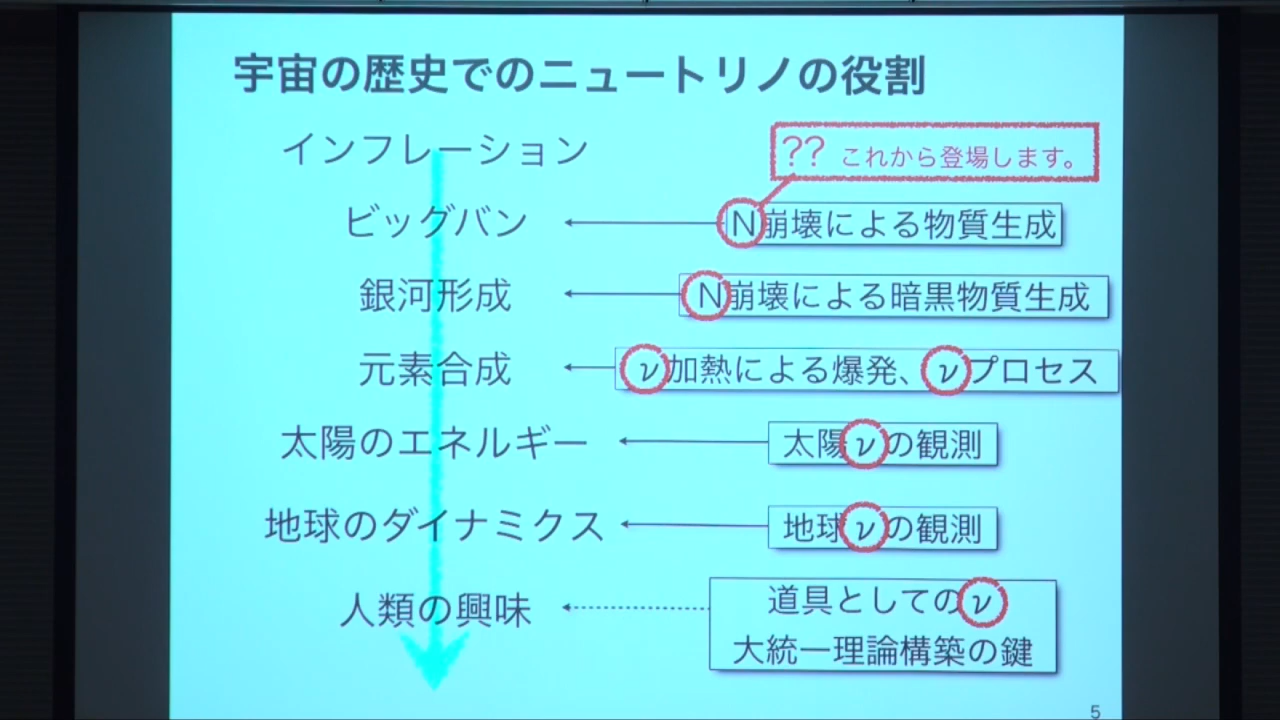 宇宙の歴史でのニュートリノの役割
インフレーション
?? これから登場します。
ビッグバン
N崩壊による物質生成
銀河形成
N崩壊による暗黒物質生成
元素合成
ν加熱による爆発、νプロセス
太陽のエネルギー
太陽νの観測
地球のダイナミクス
地球νの観測
人類の興味
道具としてのν
大統一理論構築の鍵
5